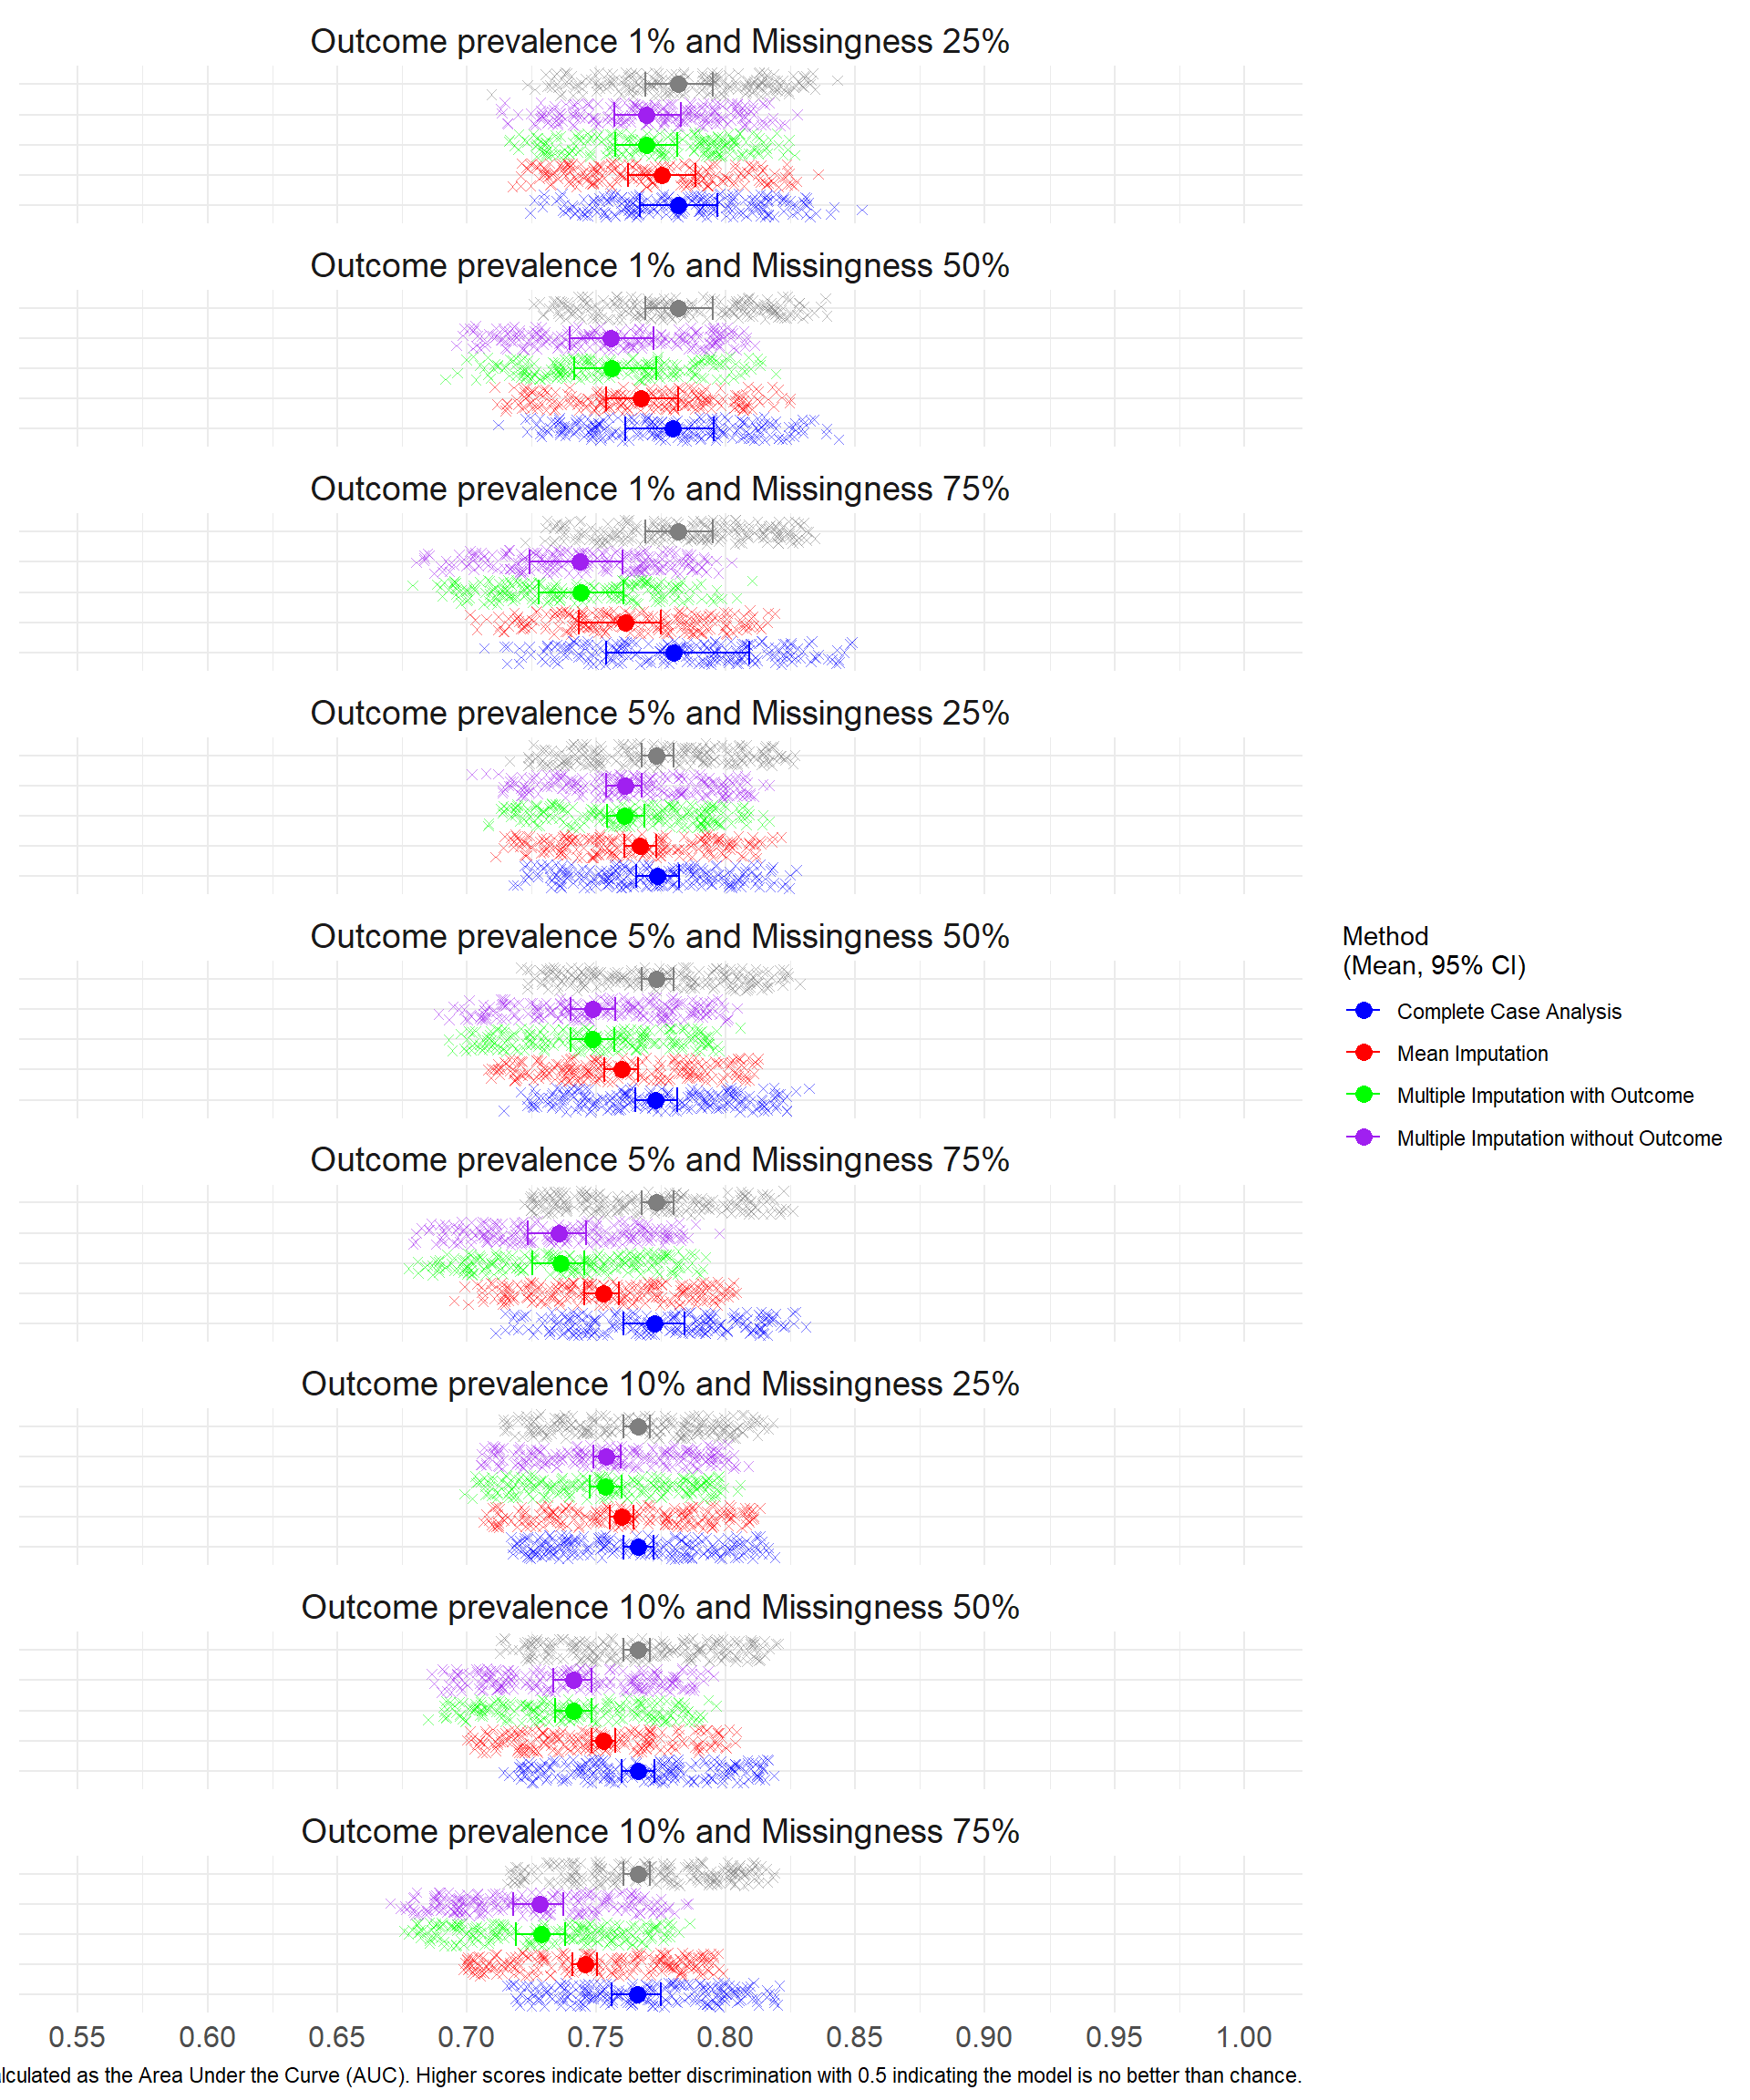 Outcome prevalence 1% and Missingness 25%
Outcome prevalence 1% and Missingness 50%
Outcome prevalence 1% and Missingness 75%
Outcome prevalence 5% and Missingness 25%
Outcome prevalence 5% and Missingness 50%
Outcome prevalence 5% and Missingness 75%
Outcome prevalence 10% and Missingness 25%
Outcome prevalence 10% and Missingness 50%
Outcome prevalence 10% and Missingness 75%
0.55 0.60 0.65 0.70 0.75 0.80 0.85 0.90 0.95 1.00
as the Area Under the Curve (AUC). Higher scores indicate better discrimination with 0.5 indicating the model is no better than chance.
Method
(Mean, 95% CI)
Complete Case Analysis
Mean Imputation
Multiple Imputation with Outcome
Multiple Imputation without Outcome